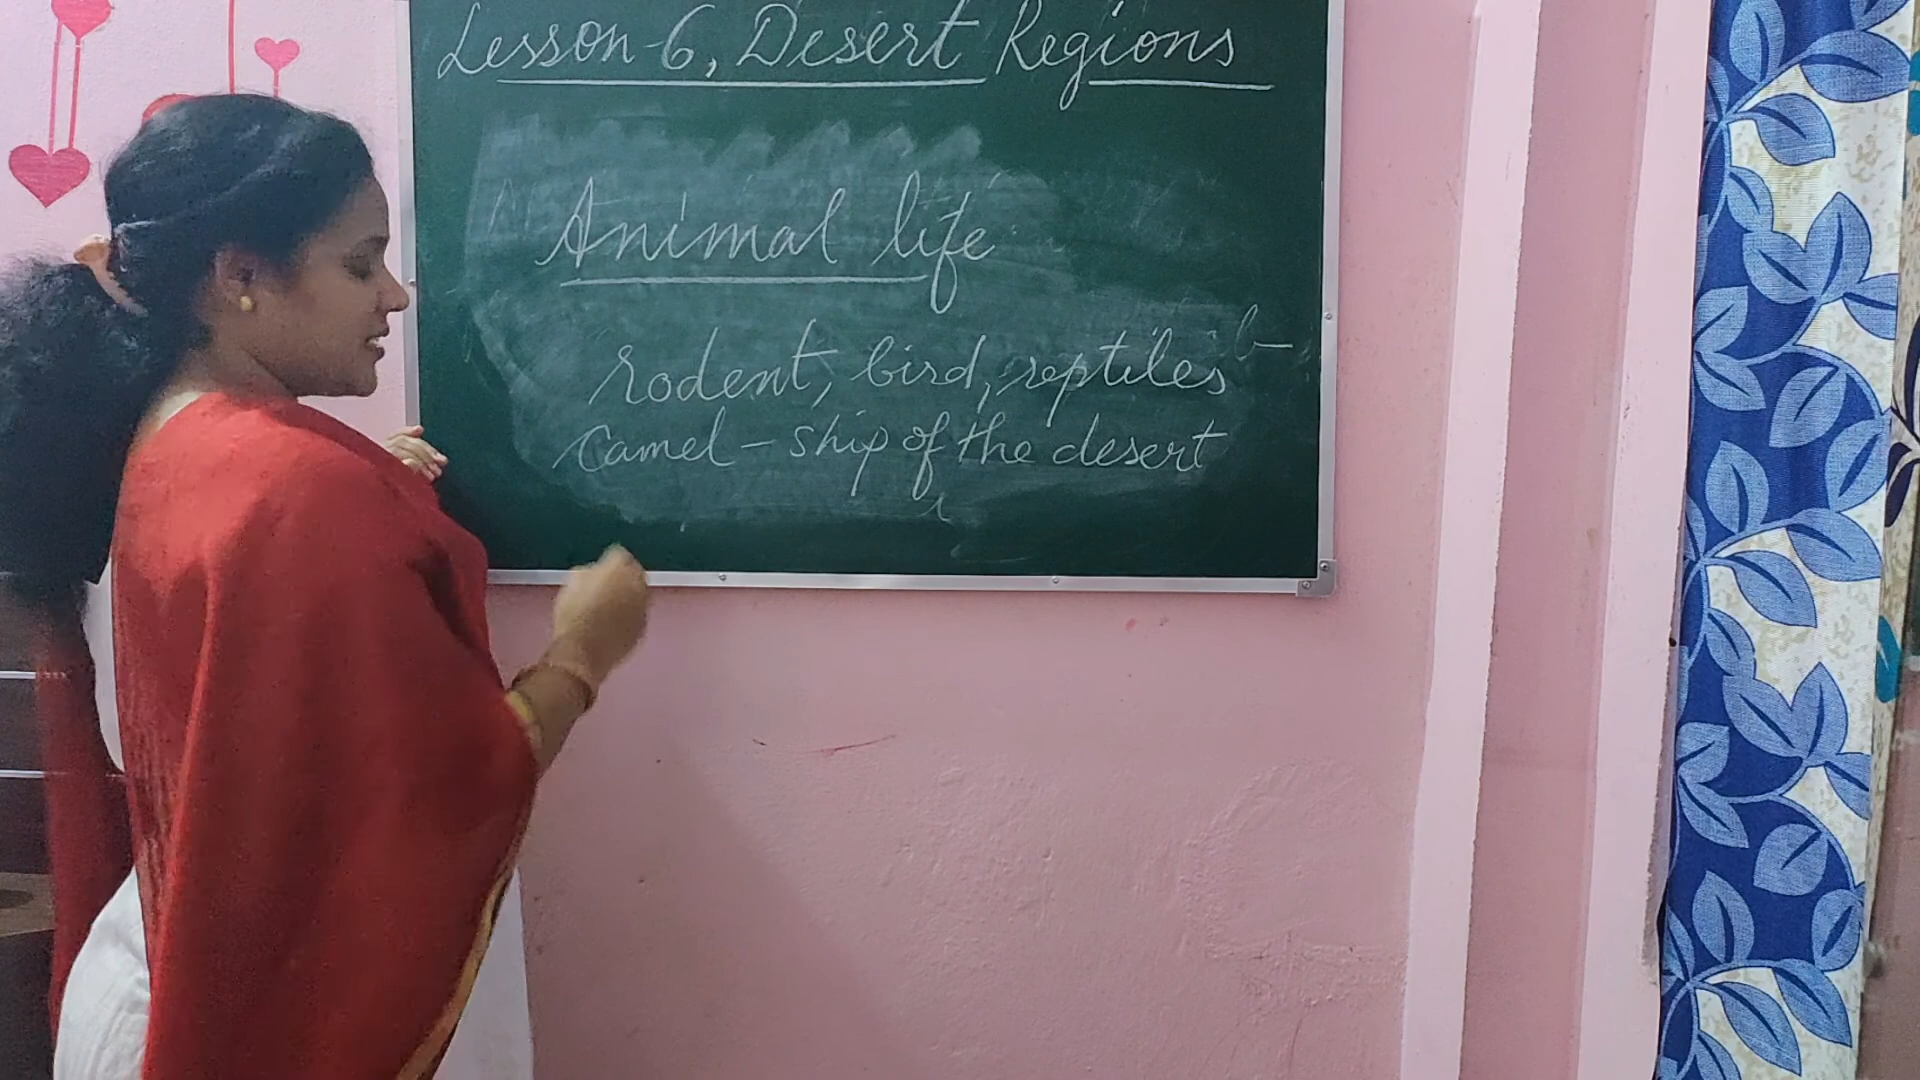 Lesson-6, Desert Regions
Animal life
rodent, bird, reptiles
Camel - ship of the desert